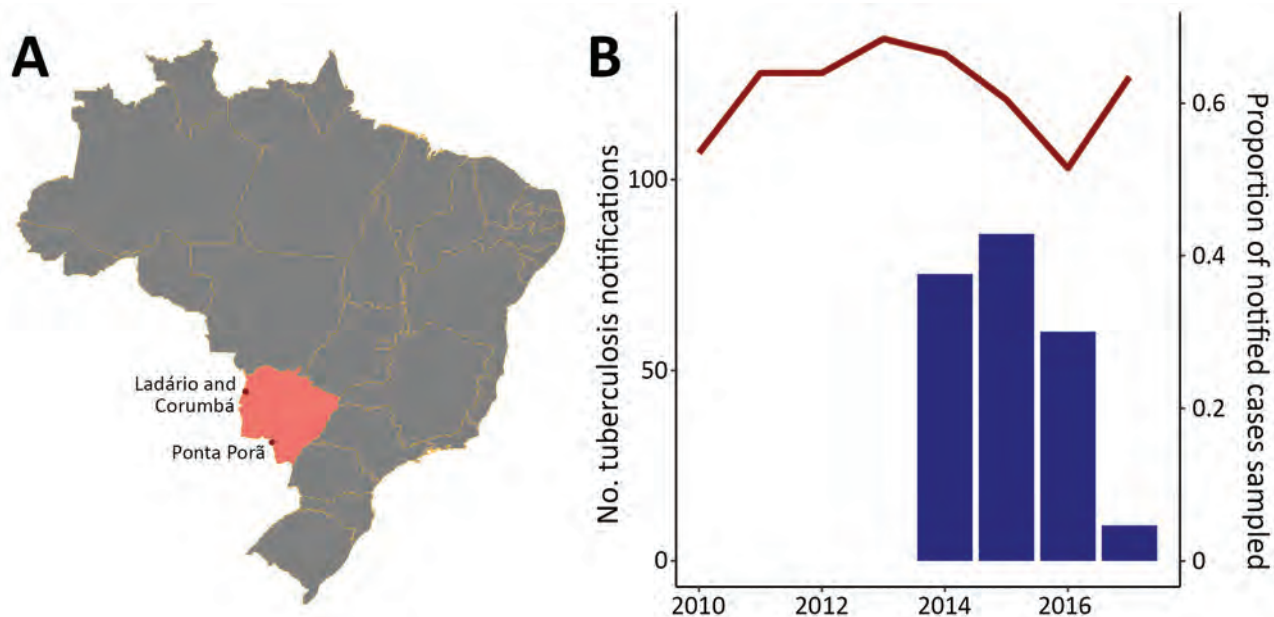 A
Ladário and
Corumbá
Ponta Porã
B
No. tuberculosis notifications
100
50
0
2010
2012
2014
2016
0.6
0.4
0.2
0
Proportion of notified cases sampled